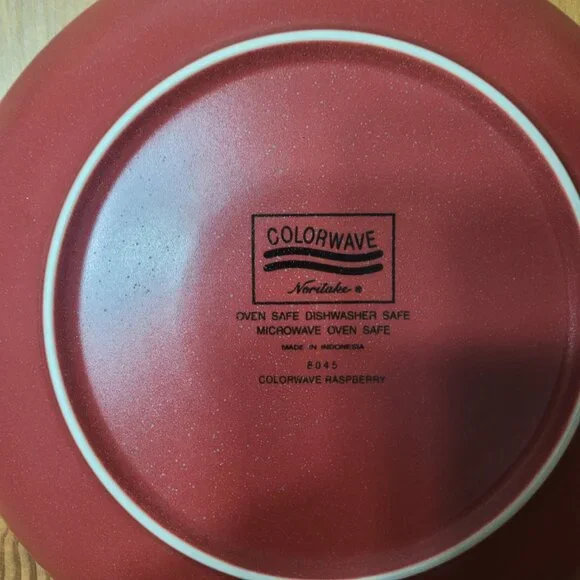 COLORWAVE
Noritake ®
OVEN SAFE DISHWASHER SAFE
MICROWAVE OVEN SAFE
MADE IN INDONESIA
8045
COLORWAVE RASPBERRY